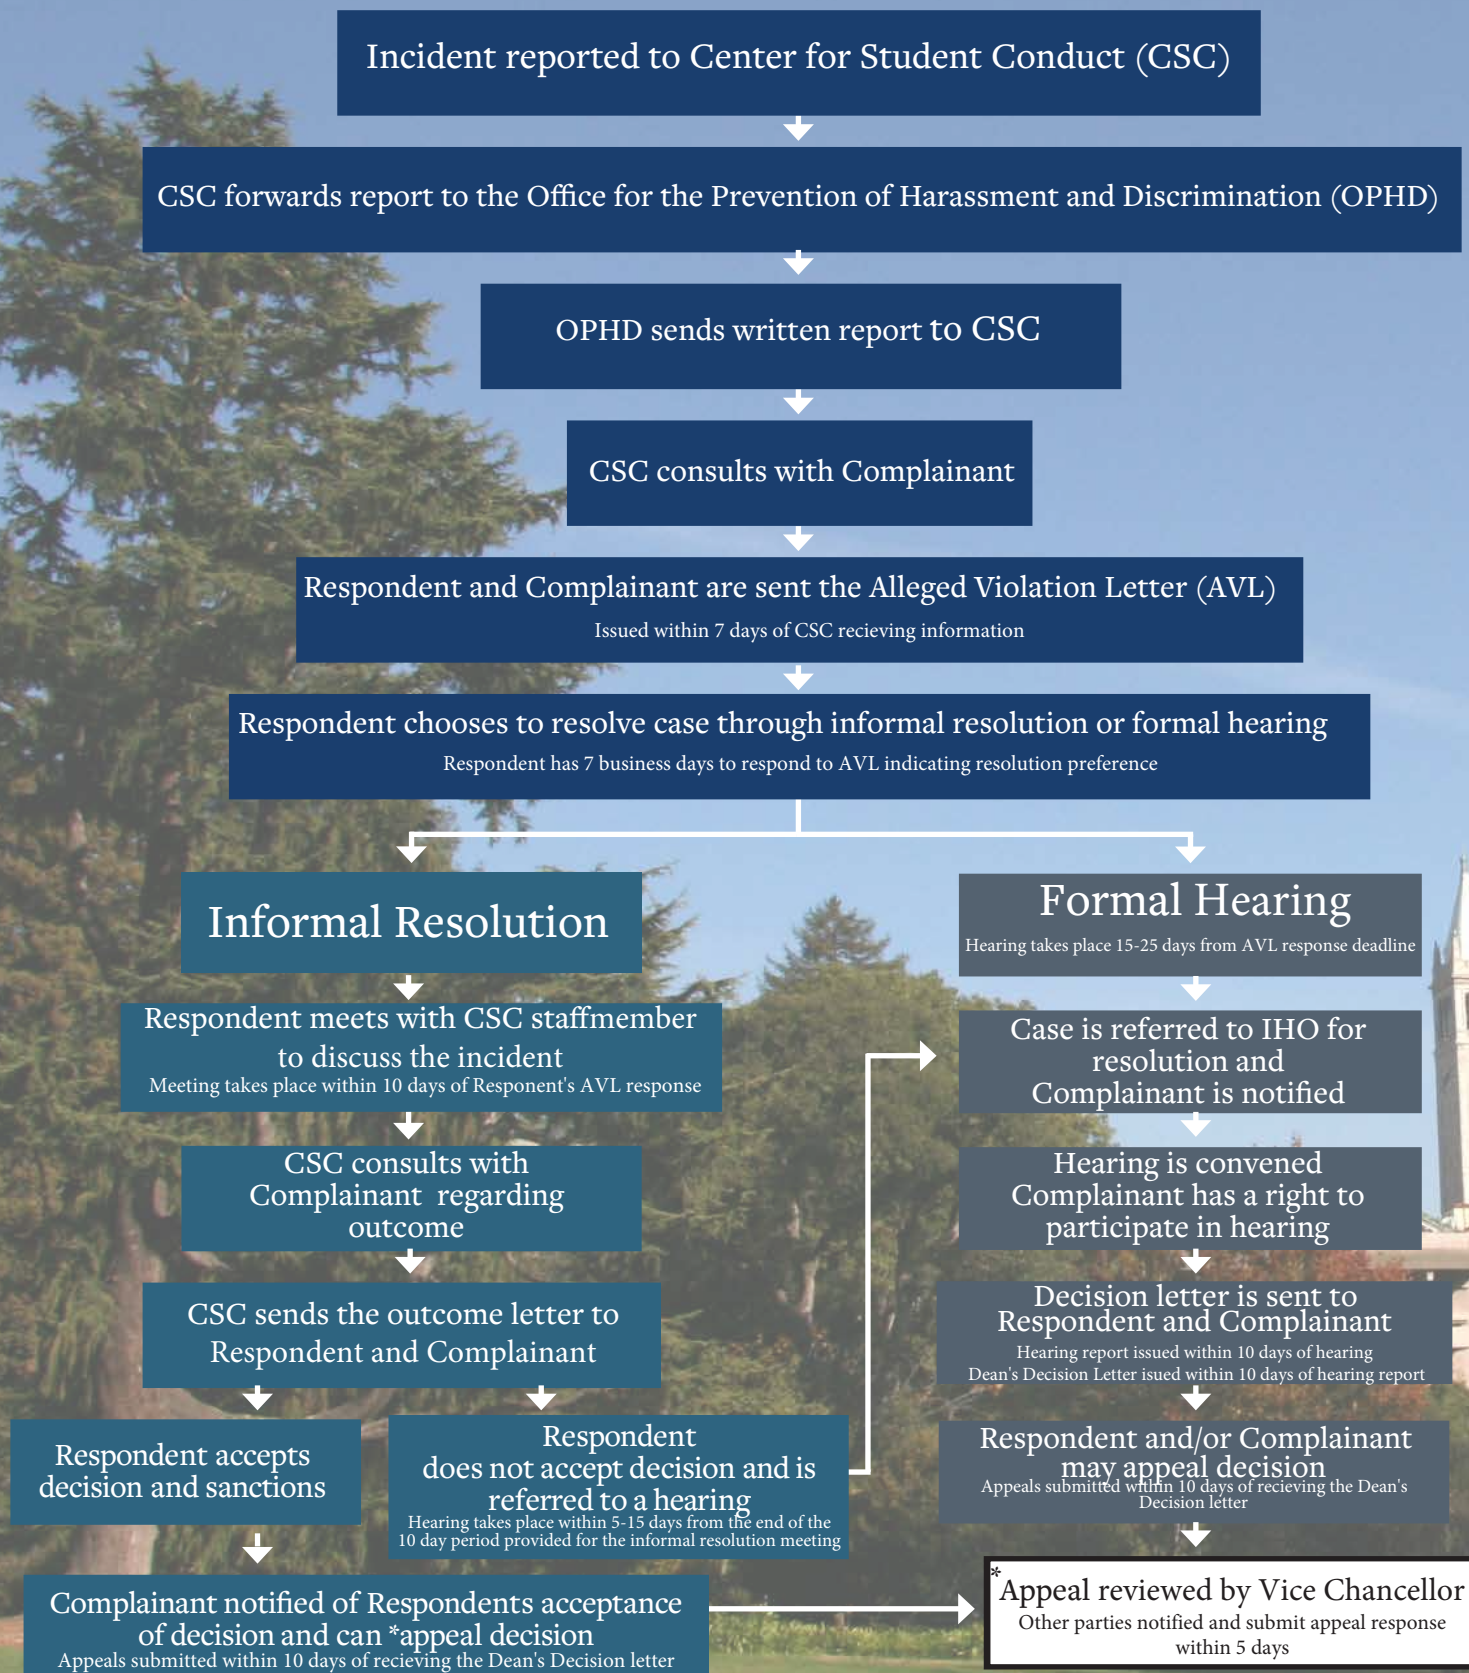 Incident reported to Center for Student Conduct (CSC)
CSC forwards report to the Office for the Prevention of Harassment and Discrimination (OPHD)
OPHD sends written report to CSC
CSC consults with Complainant
Respondent and Complainant are sent the Alleged Violation Letter (AVL)
Issued within 7 days of CSC recieving information
Respondent chooses to resolve case through informal resolution or formal hearing
Respondent has 7 business days to respond to AVL indicating resolution preference
Informal Resolution
Respondent meets with CSC staffmember
to discuss the incident
Meeting takes place within 10 days of Responent's AVL response
CSC consults with
Complainant regarding
outcome
CSC sends the outcome letter to
Respondent and Complainant
Respondent accepts
decision and sanctions
Respondent
does not accept decision and is
referred to a hearing
Hearing takes place within 5-15 days from the end of the
10 day period provided for the informal resolution meeting
Complainant notified of Respondents acceptance
of decision and can *appeal decision
Appeals submitted within 10 days of recieving the Dean's Decision letter
Formal Hearing
Hearing takes place 15-25 days from AVL response deadline
Case is referred to IHO for
resolution and
Complainant is notified
Hearing is convened
Complainant has a right to
participate in hearing
Decision letter is sent to
Respondent and Complainant
Hearing report issued within 10 days of hearing
Dean's Decision Letter isued within 10 days of hearing report
Respondent and/or Complainant
may appeal decision
Appeals submitted within 10 days of recieving the Dean's
Decision letter
*Appeal reviewed by Vice Chancellor
Other parties notified and submit appeal response
within 5 days